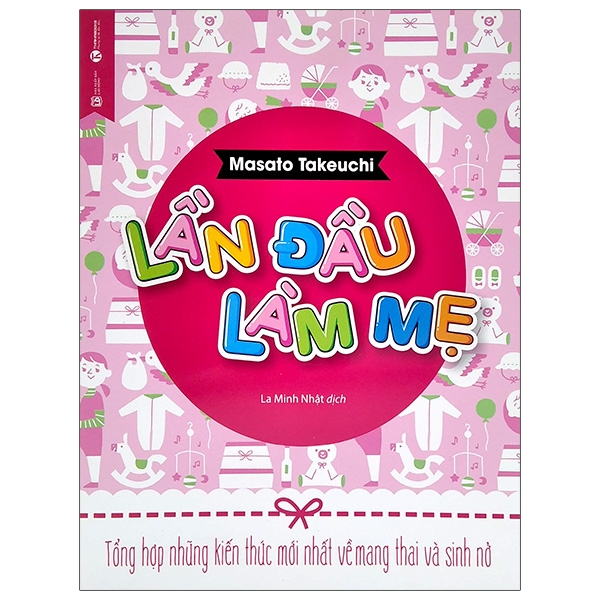 Masato Takeuchi
LẦN ĐẦU
LÀM MẸ
La Minh Nhật dịch
Tổng hợp những kiến thức mới nhất về mang thai và sinh nở